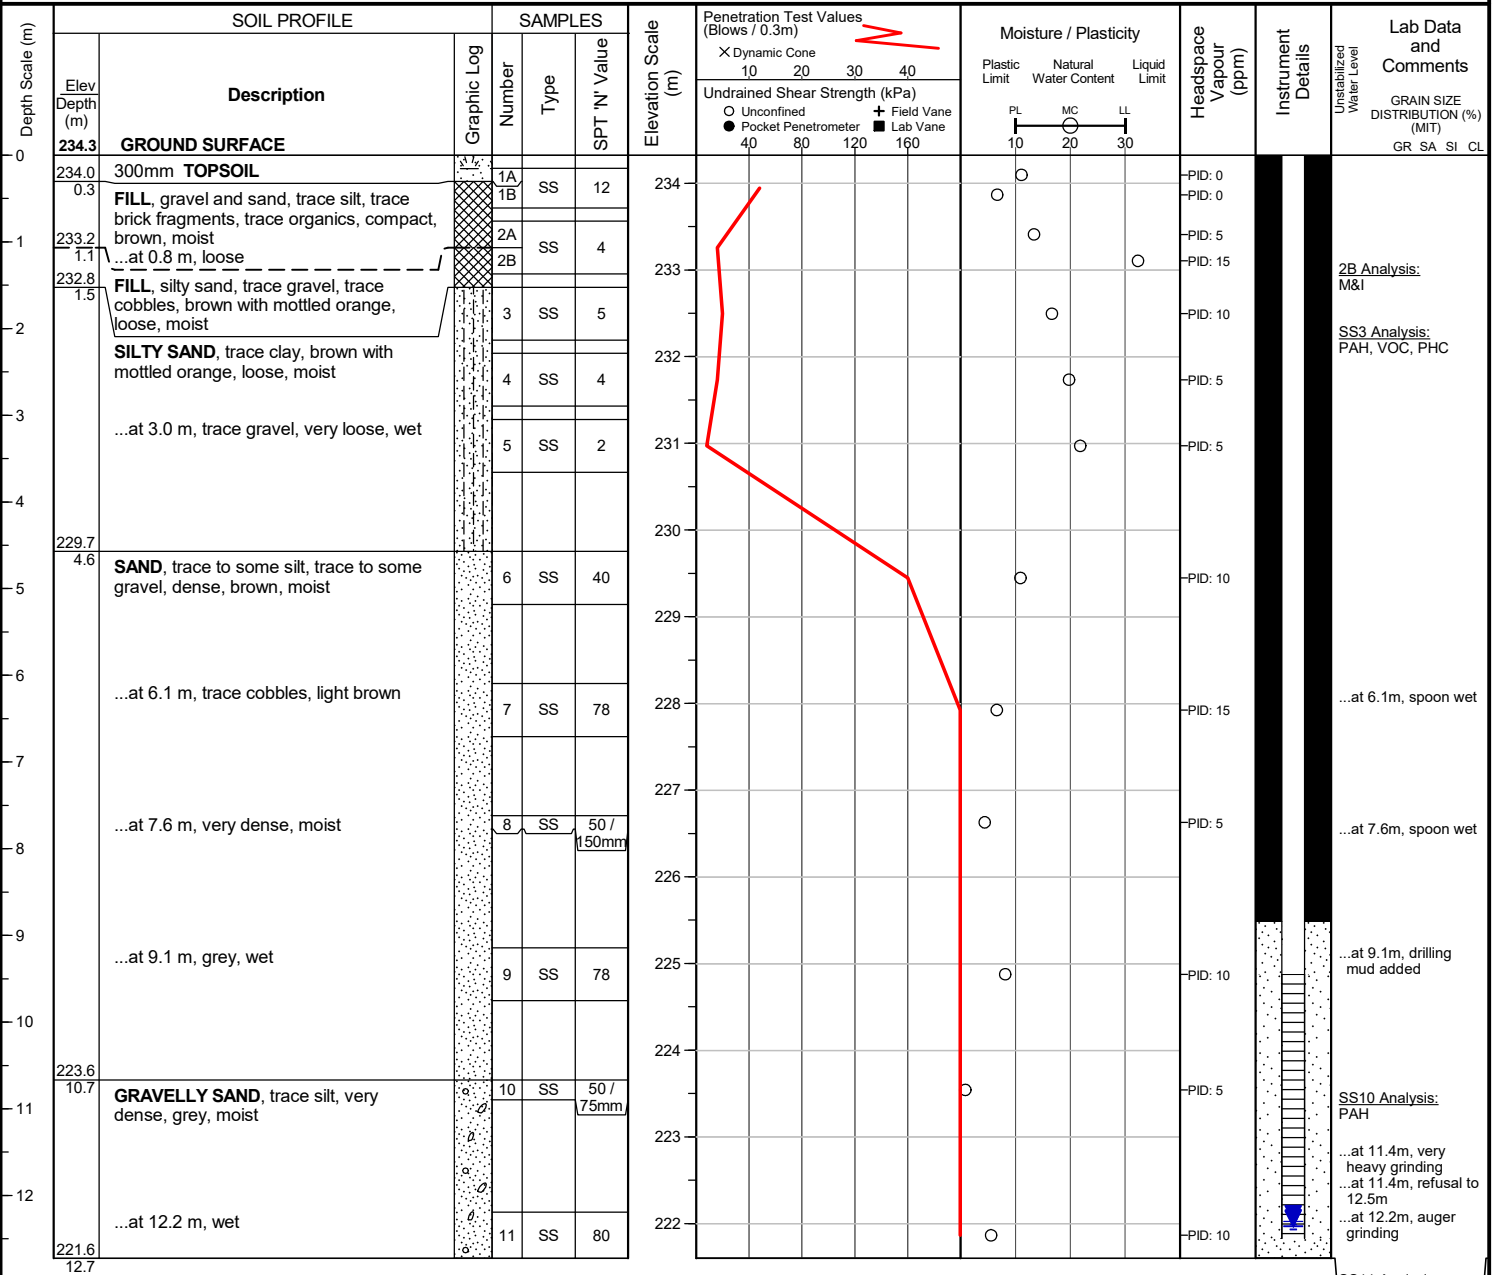 SOIL PROFILE
SAMPLES
Depth Scale (m)
Elev
Depth
(m)
Description
Graphic Log
Number
Type
SPT 'N' Value
Elevation Scale
(m)
Penetration Test Values
(Blows / 0.3m)
× Dynamic Cone
10 20 30 40
Undrained Shear Strength (kPa)
Unconfined
Field Vane
Pocket Penetrometer
Lab Vane
40 80 120 160
Moisture / Plasticity
Plastic
Limit
Natural
Water Content
Liquid
Limit
PL MC LL
10 20 30
Headspace
Vapour
(ppm)
Instrument
Details
Unstabilized
Water Level
Lab Data
and
Comments
GRAIN SIZE
DISTRIBUTION (%)
(MIT)
GR SA SI CL
234.3 GROUND SURFACE
0
1
2
3
4
5
6
7
8
9
10
11
12
234.0
0.3
233.2
1.1
232.8
1.5
229.7
4.6
223.6
10.7
221.6
12.7
300mm TOPSOIL
FILL, gravel and sand, trace silt, trace
brick fragments, trace organics, compact,
brown, moist
...at 0.8 m, loose
FILL, silty sand, trace gravel, trace
cobbles, brown with mottled orange,
loose, moist
SILTY SAND, trace clay, brown with
mottled orange, loose, moist
...at 3.0 m, trace gravel, very loose, wet
SAND, trace to some silt, trace to some
gravel, dense, brown, moist
...at 6.1 m, trace cobbles, light brown
...at 7.6 m, very dense, moist
...at 9.1 m, grey, wet
GRAVELLY SAND, trace silt, very
dense, grey, moist
...at 12.2 m, wet
1A
1B
SS 12
2A
2B
SS 4
3 SS 5
4 SS 4
5 SS 2
6 SS 40
7 SS 78
8 SS 50 /
150mm
9 SS 78
10 SS 50 /
75mm
11 SS 80
234
233
232
231
230
229
228
227
226
225
224
223
222
PID: 0
PID: 0
PID: 5
PID: 15
PID: 10
PID: 5
PID: 5
PID: 10
PID: 15
PID: 5
PID: 10
PID: 5
PID: 10
2B Analysis:
M&I
SS3 Analysis:
PAH, VOC, PHC
...at 6.1m, spoon wet
...at 7.6m, spoon wet
...at 9.1m, drilling
mud added
SS10 Analysis:
PAH
...at 11.4m, very
heavy grinding
...at 11.4m, refusal to
12.5m
...at 12.2m, auger
grinding